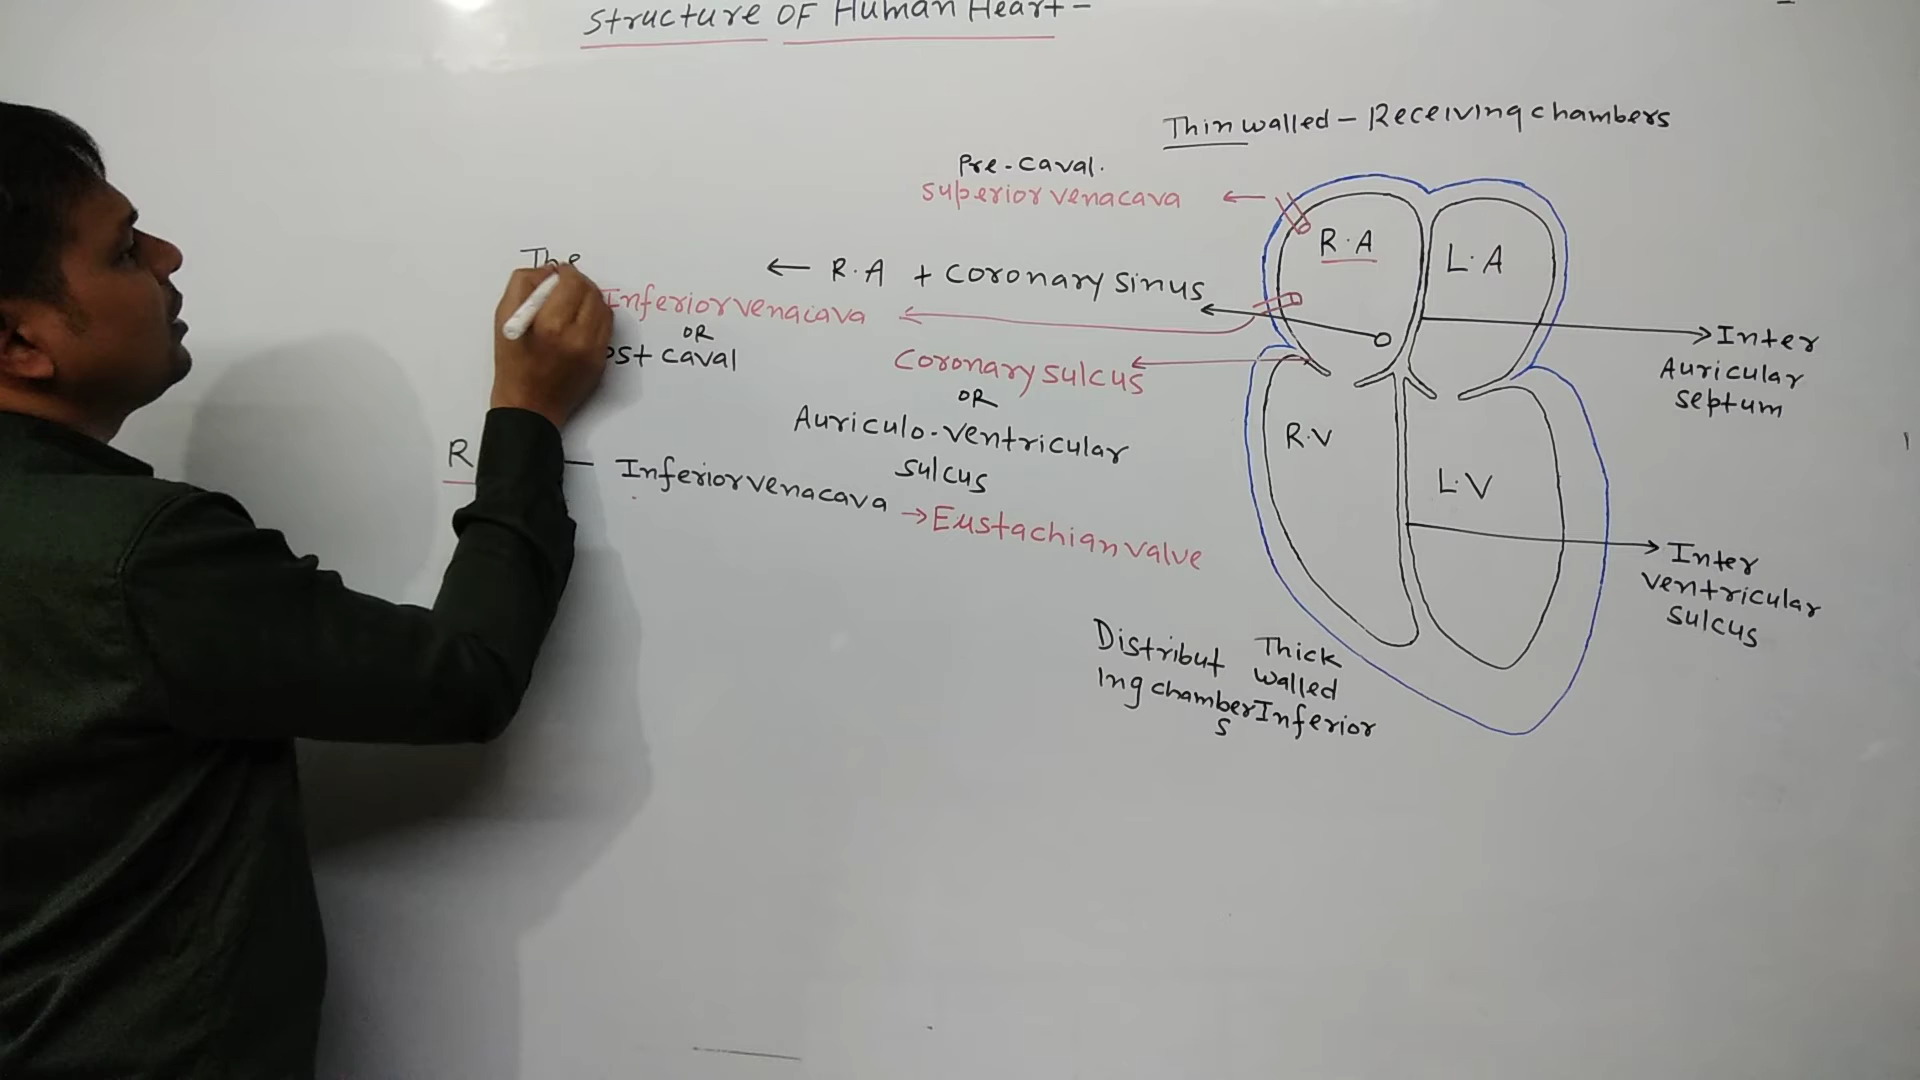 Structure OF Human Heart-
Thin walled - Receiving chambers
Pre-caval.
superior venacava ←
R.A
L.A
The
← R.A + coronary sinus
Inferior venacava
OR
ost caval
Coronary sulcus
OR
Auriculo-ventricular
sulcus
Inter
Auricular
septum
R.V
L.V
R
— Inferior venacava → Eustachian valve
Inter
ventricular
sulcus
Distribut
ing chamber
s
Thick
walled
Inferior